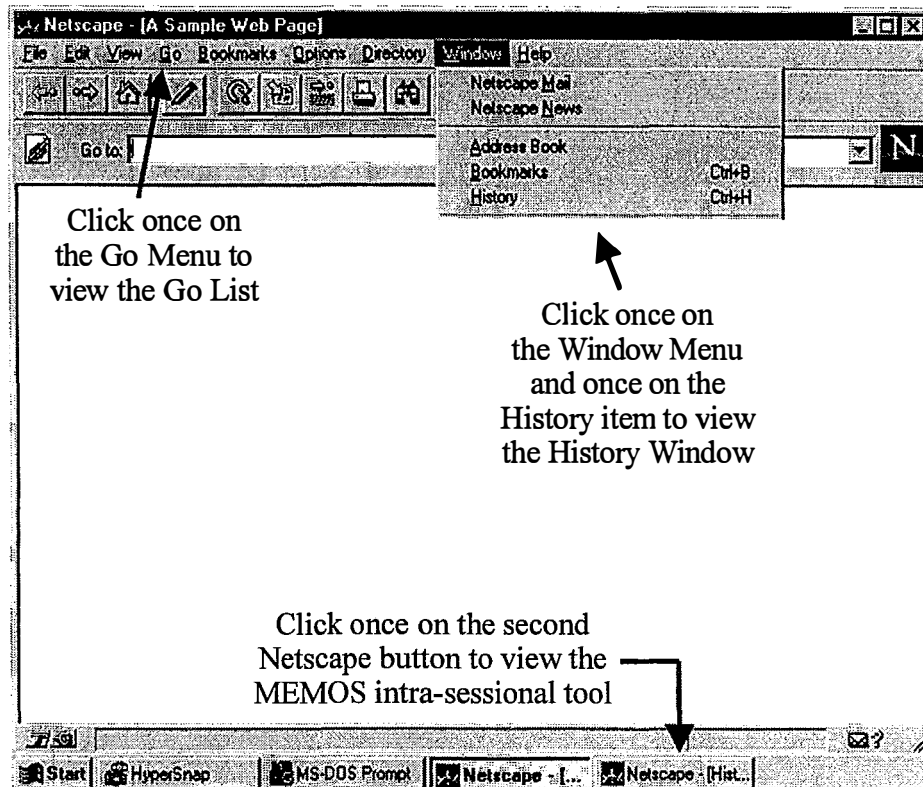 Netscape - [A Sample Web Page]
File Edit View Go Bookmarks Options Directory Window Help
Netscape Mail
Netscape News
Go to:
N
Address Book
Bookmarks Ctrl+B
History Ctrl+H
Click once on
the Go Menu to
view the Go List
Click once on
the Window Menu
and once on the
History item to view
the History Window
Click once on the second
Netscape button to view the
MEMOS intra-sessional tool
?
Start HyperSnap MS-DOS Prompt Netscape - [... Netscape - [Hist...